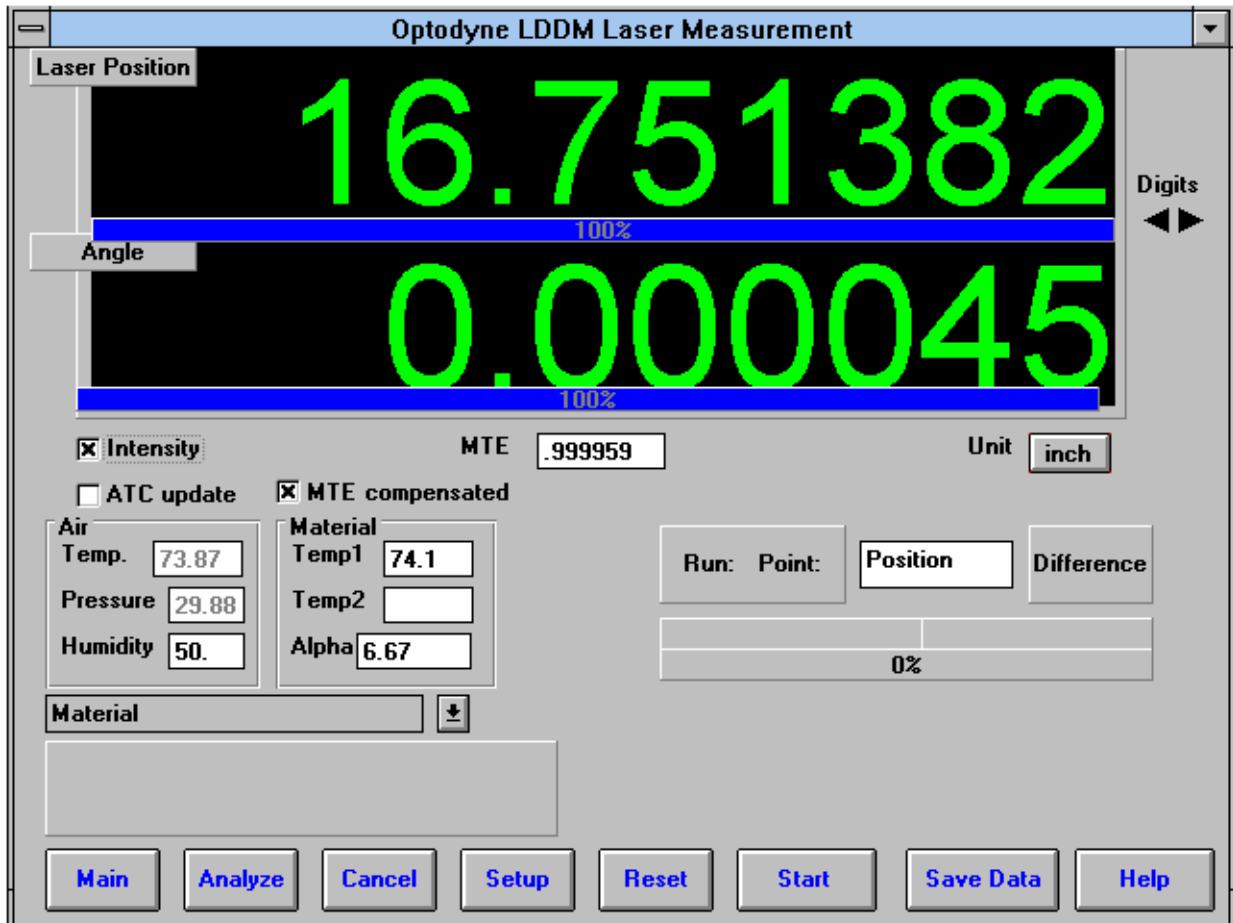 Optodyne LDDM Laser Measurement
Laser Position
16.751382
Digits
100%
Angle
0.000045
100%
Intensity MTE .999959 Unit inch
ATC update MTE compensated
Air Material
Temp. 73.87 Temp1 74.1 Run: Point: Position Difference
Pressure 29.88 Temp2
Humidity 50. Alpha 6.67
0%
Material
Main Analyze Cancel Setup Reset Start Save Data Help